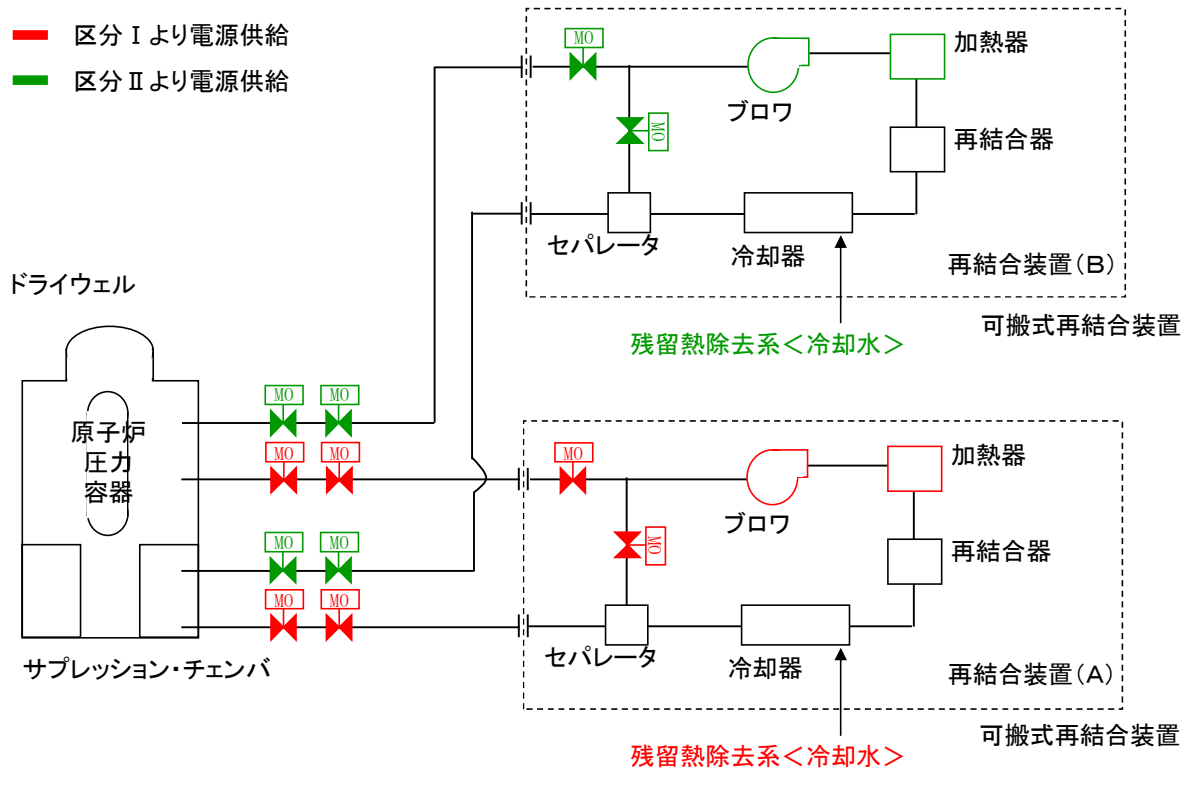 区分Ⅰより電源供給
区分Ⅱより電源供給
MO
加熱器
ブロワ
MO
再結合器
セパレータ
冷却器
再結合装置（B）
ドライウェル
可搬式再結合装置
残留熱除去系＜冷却水＞
MO
MO
原子炉
圧力
容器
MO
MO
MO
加熱器
ブロワ
MO
MO
MO
再結合器
MO
MO
セパレータ
冷却器
サプレッション・チェンバ
再結合装置（A）
可搬式再結合装置
残留熱除去系＜冷却水＞